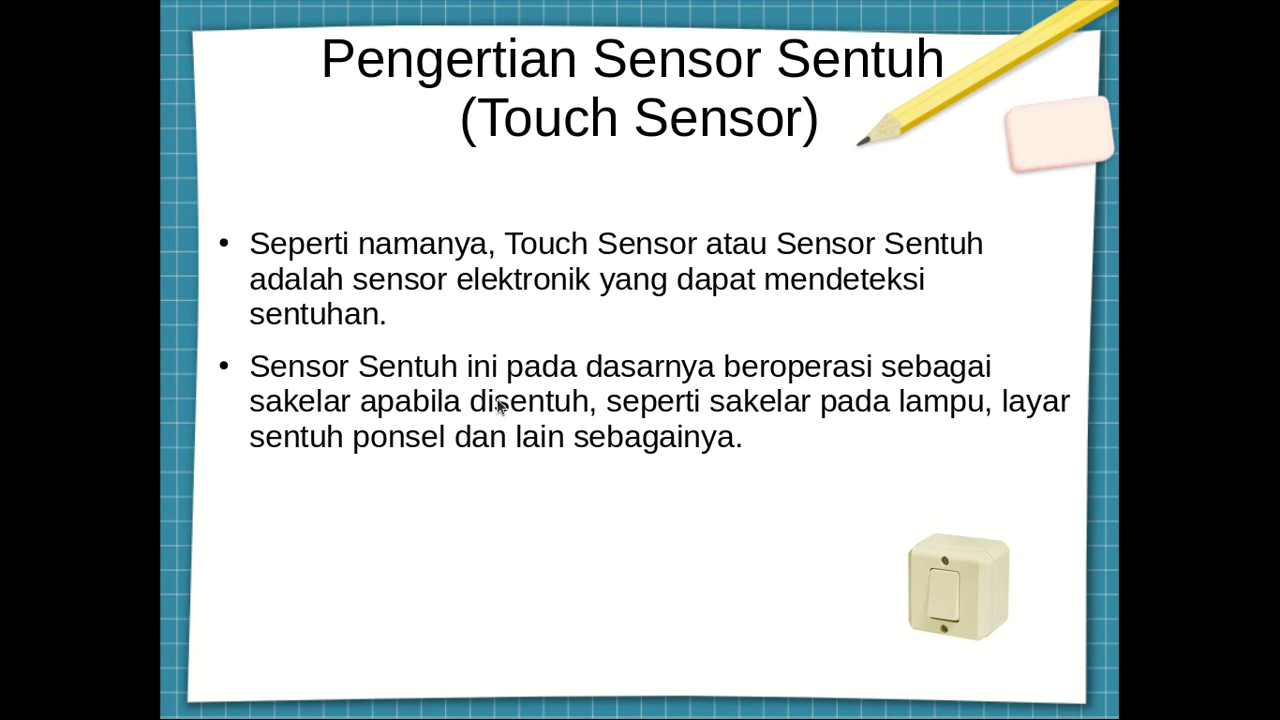 Pengertian Sensor Sentuh
(Touch Sensor)
• Seperti namanya, Touch Sensor atau Sensor Sentuh
adalah sensor elektronik yang dapat mendeteksi
sentuhan.
• Sensor Sentuh ini pada dasarnya beroperasi sebagai
sakelar apabila disentuh, seperti sakelar pada lampu, layar
sentuh ponsel dan lain sebagainya.